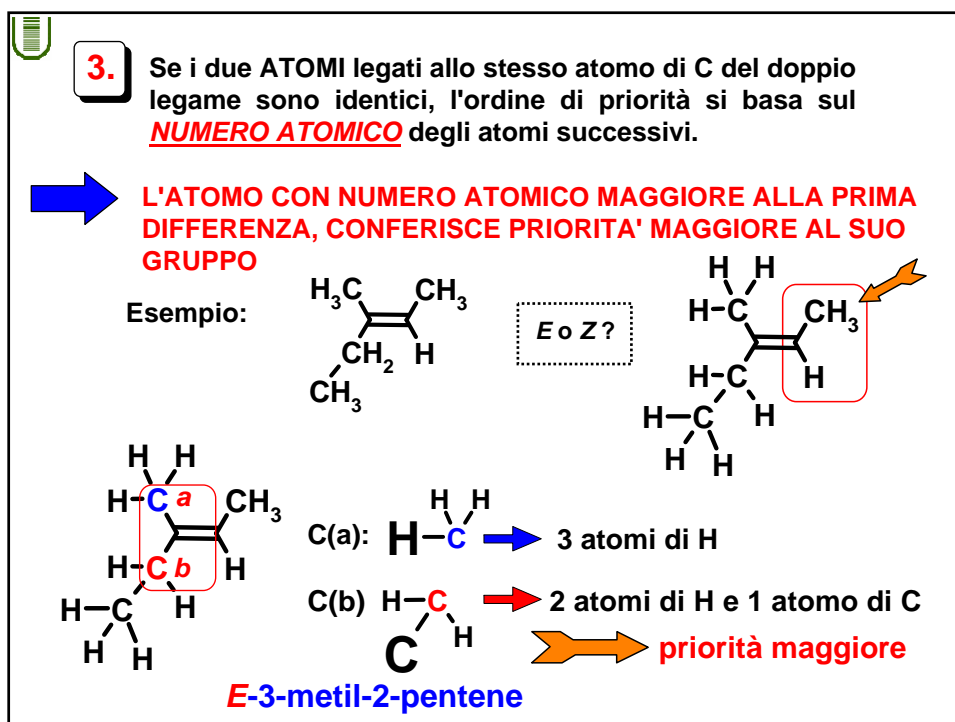 3.
Se i due ATOMI legati allo stesso atomo di C del doppio
legame sono identici, l'ordine di priorità si basa sul
NUMERO ATOMICO degli atomi successivi.
L'ATOMO CON NUMERO ATOMICO MAGGIORE ALLA PRIMA
DIFFERENZA, CONFERISCE PRIORITA' MAGGIORE AL SUO
GRUPPO
Esempio:
H₃C CH₃
CH₂ H
CH₃
E o Z ?
H H
H C CH₃
H C H
H C H
H H
H H
H C a CH₃
H C b H
H C H
H H
C(a): H H
H C 3 atomi di H
C(b) H C 2 atomi di H e 1 atomo di C
C H
priorità maggiore
E-3-metil-2-pentene